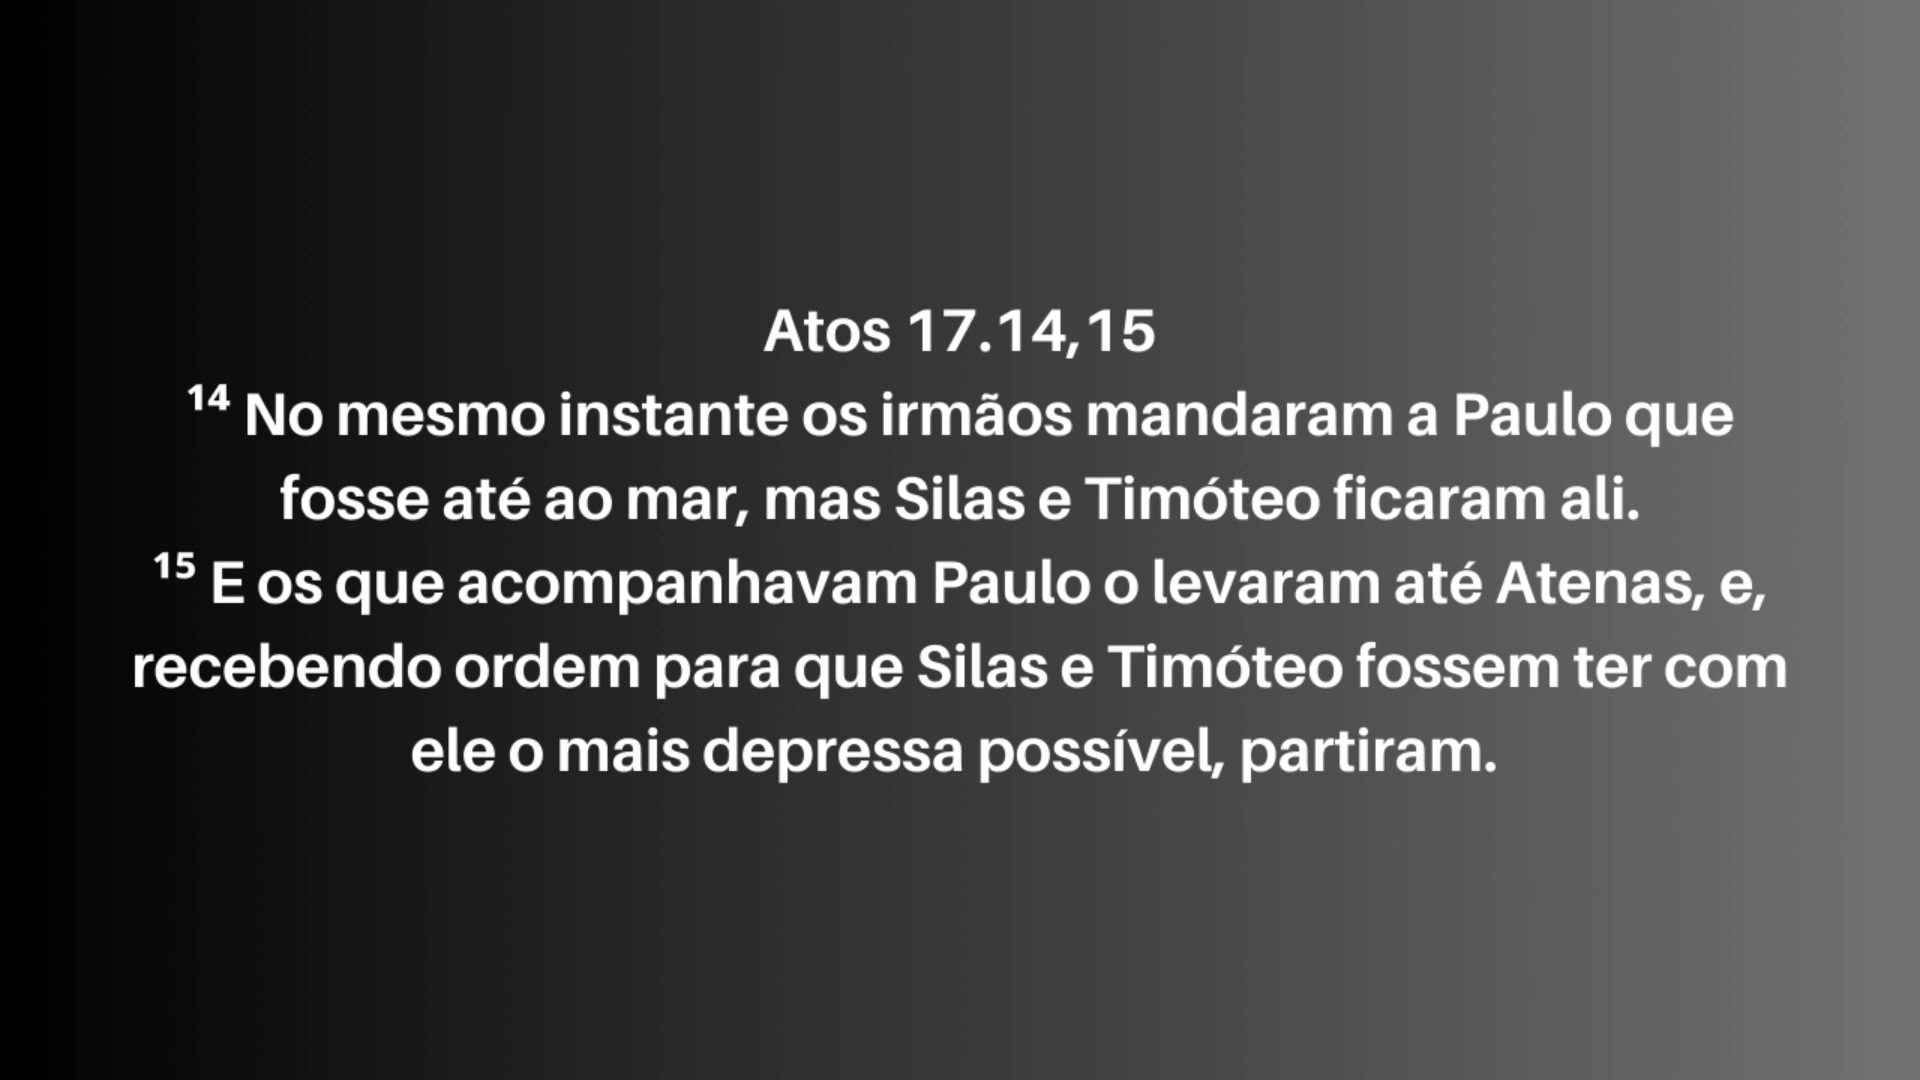 Atos 17.14,15
¹⁴ No mesmo instante os irmãos mandaram a Paulo que
fosse até ao mar, mas Silas e Timóteo ficaram ali.
¹⁵ E os que acompanhavam Paulo o levaram até Atenas, e,
recebendo ordem para que Silas e Timóteo fossem ter com
ele o mais depressa possível, partiram.